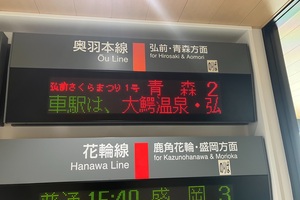 奥羽本線
Ou Line
弘前・青森方面
for Hirosaki & Aomori
弘前さくらまつり1号 青森 2
車駅は、大鰐温泉・弘
花輪線
Hanawa Line
鹿角花輪・盛岡方面
for Kazunohanawa & Morioka
普通 15:40 盛岡 3